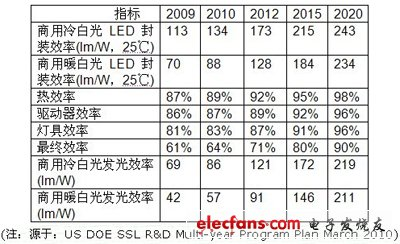 指标 2009 2010 2012 2015 2020
商用冷白光 LED 封装效率(lm/W，25℃) 113 134 173 215 243
商用暖白光 LED 封装效率(lm/W，25℃) 70 88 128 184 234
热效率 87% 89% 92% 95% 98%
驱动器效率 86% 87% 89% 92% 96%
灯具效率 81% 83% 87% 91% 96%
最终效率 61% 64% 71% 80% 90%
商用冷白光发光效率(lm/W) 69 86 121 172 219
商用暖白光发光效率(lm/W) 42 57 91 146 211
(注：源于：US DOE SSL R&D Multi-year Program Plan March 2010)
elecfans.com 电子发烧友